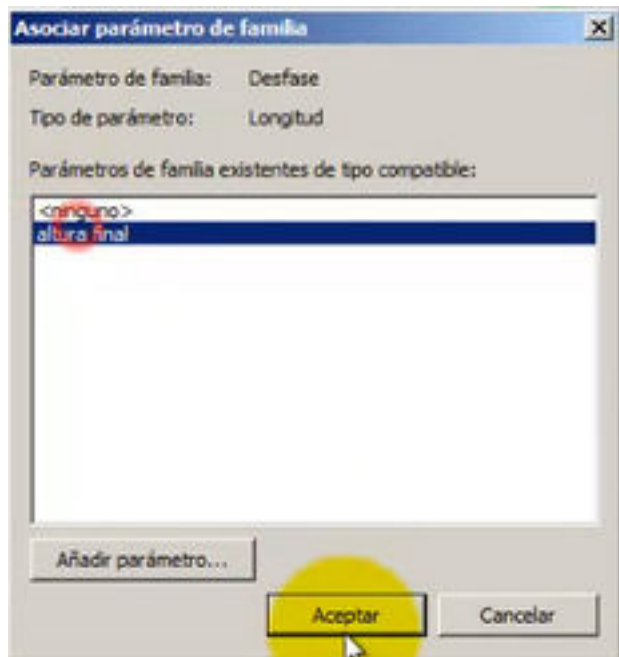 Asociar parámetro de familia
Parámetro de familia: Desfase
Tipo de parámetro: Longitud
Parámetros de familia existentes de tipo compatible:
<ninguno>
altura final
Añadir parámetro...
Aceptar Cancelar